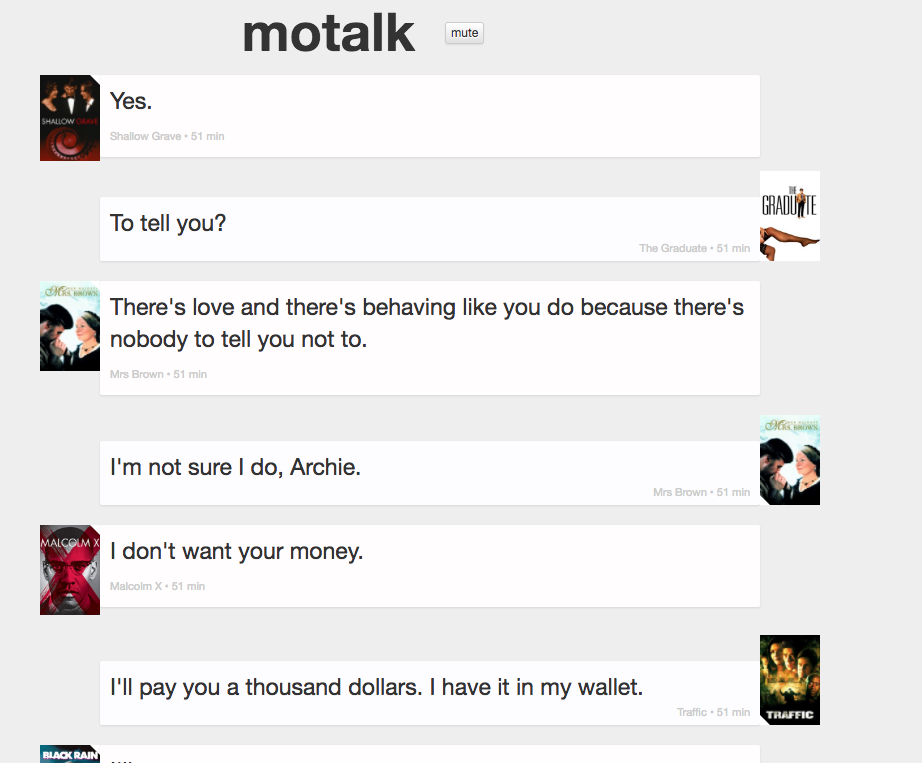 motalk
mute
SHALLOW GRAVE
Yes.
Shallow Grave • 51 min
THE
GRADUATE
To tell you?
The Graduate • 51 min
MRS. BROWN
There's love and there's behaving like you do because there's
nobody to tell you not to.
Mrs Brown • 51 min
MRS. BROWN
I'm not sure I do, Archie.
Mrs Brown • 51 min
MALCOLM X
I don't want your money.
Malcolm X • 51 min
I'll pay you a thousand dollars. I have it in my wallet.
Traffic • 51 min
TRAFFIC
BLACK RAIN